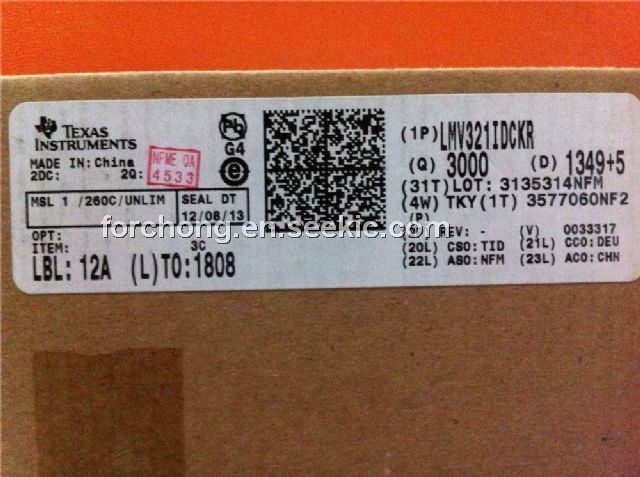 TEXAS
INSTRUMENTS
MADE IN: China
2DC: 2Q:
NFME QA
4533
Pb
G4
e
MSL 1 /260C/UNLIM
SEAL DT
12/08/13
OPT:
ITEM: 3C
LBL: 12A (L)TO:1808
(1P) LMV321IDCKR
(Q) 3000 (D) 1349+5
(31T)LOT: 3135314NFM
(4W) TKY(1T) 3577060NF2
(P)
REV: - (V) 0033317
(20L) CSO:TID (21L) CCO:DEU
(22L) ASO:NFM (23L) ACO:CHN
forchong.en.seekic.com